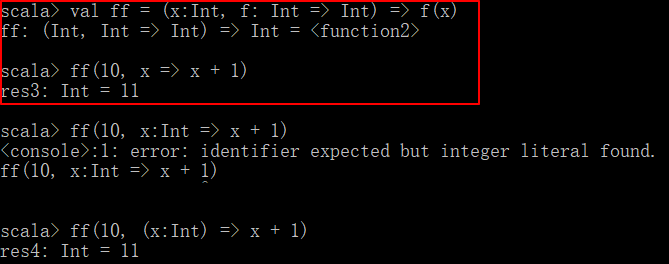 scala> val ff = (x:Int, f: Int => Int) => f(x)
ff: (Int, Int => Int) => Int = <function2>
scala> ff(10, x => x + 1)
res3: Int = 11
scala> ff(10, x:Int => x + 1)
<console>:1: error: identifier expected but integer literal found.
ff(10, x:Int => x + 1)
^
scala> ff(10, (x:Int) => x + 1)
res4: Int = 11